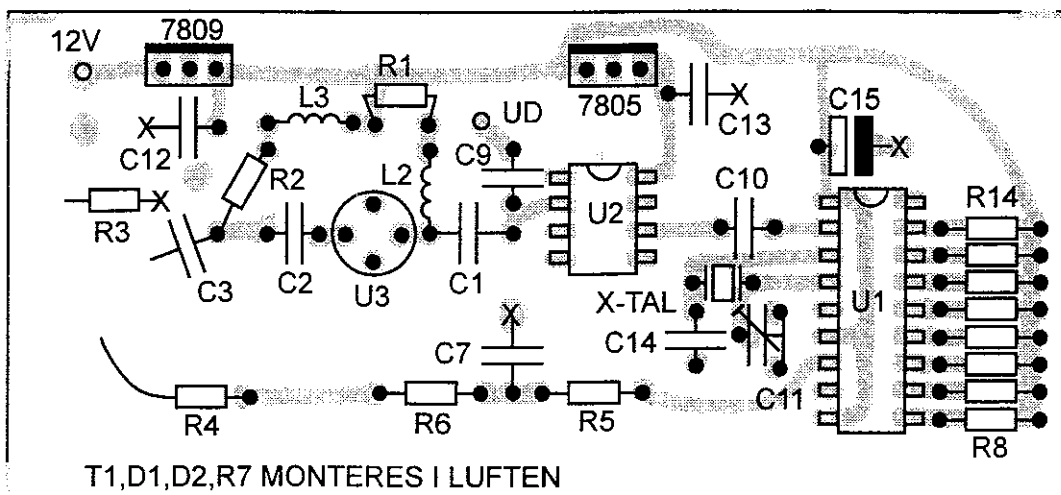 12V
7809
R1
7805
L3
UD
C13
C15
C12
C9
R2
L2
U2
C10
R14
R3
C3
C2
U3
C1
X-TAL
U1
C7
C14
C11
R4
R6
R5
R8
T1,D1,D2,R7 MONTERES I LUFTEN